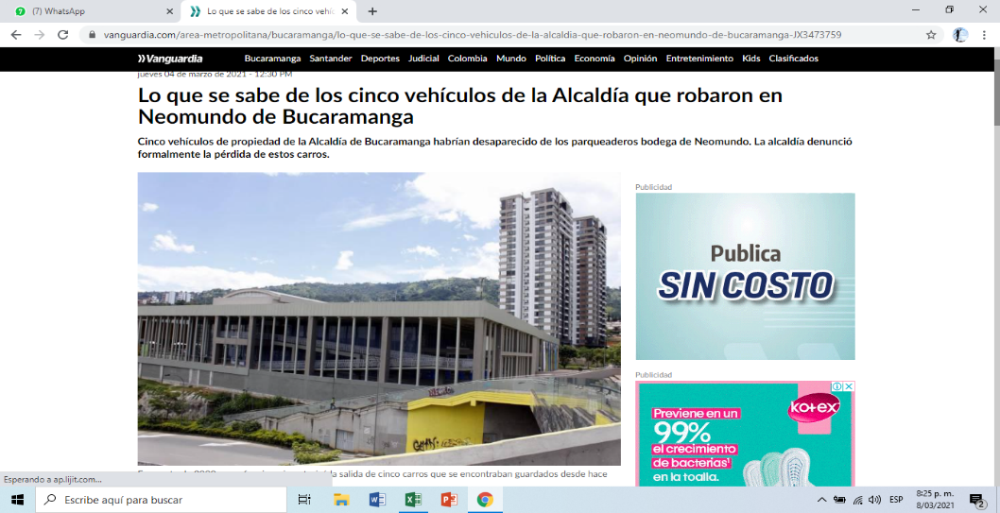 (7) WhatsApp
Lo que se sabe de los cinco vehíc
vanguardia.com/area-metropolitana/bucaramanga/lo-que-se-sabe-de-los-cinco-vehiculos-de-la-alcaldia-que-robaron-en-neomundo-de-bucaramanga-JX3473759
Vanguardia
Bucaramanga Santander Deportes Judicial Colombia Mundo Política Economía Opinión Entretenimiento Kids Clasificados
jueves 04 de marzo de 2021 - 12:30 PM
Lo que se sabe de los cinco vehículos de la Alcaldía que robaron en
Neomundo de Bucaramanga
Cinco vehículos de propiedad de la Alcaldía de Bucaramanga habrían desaparecido de los parqueaderos bodega de Neomundo. La alcaldía denunció
formalmente la pérdida de estos carros.
Publicidad
Publica
SIN COSTO
Publicidad
kotex
Previene en un
99%
el crecimiento
de bacterias¹
en la toalla.
la salida de cinco carros que se encontraban guardados desde hace
Esperando a ap.lijit.com...
Escribe aquí para buscar
ESP
8:25 p. m.
8/03/2021
2